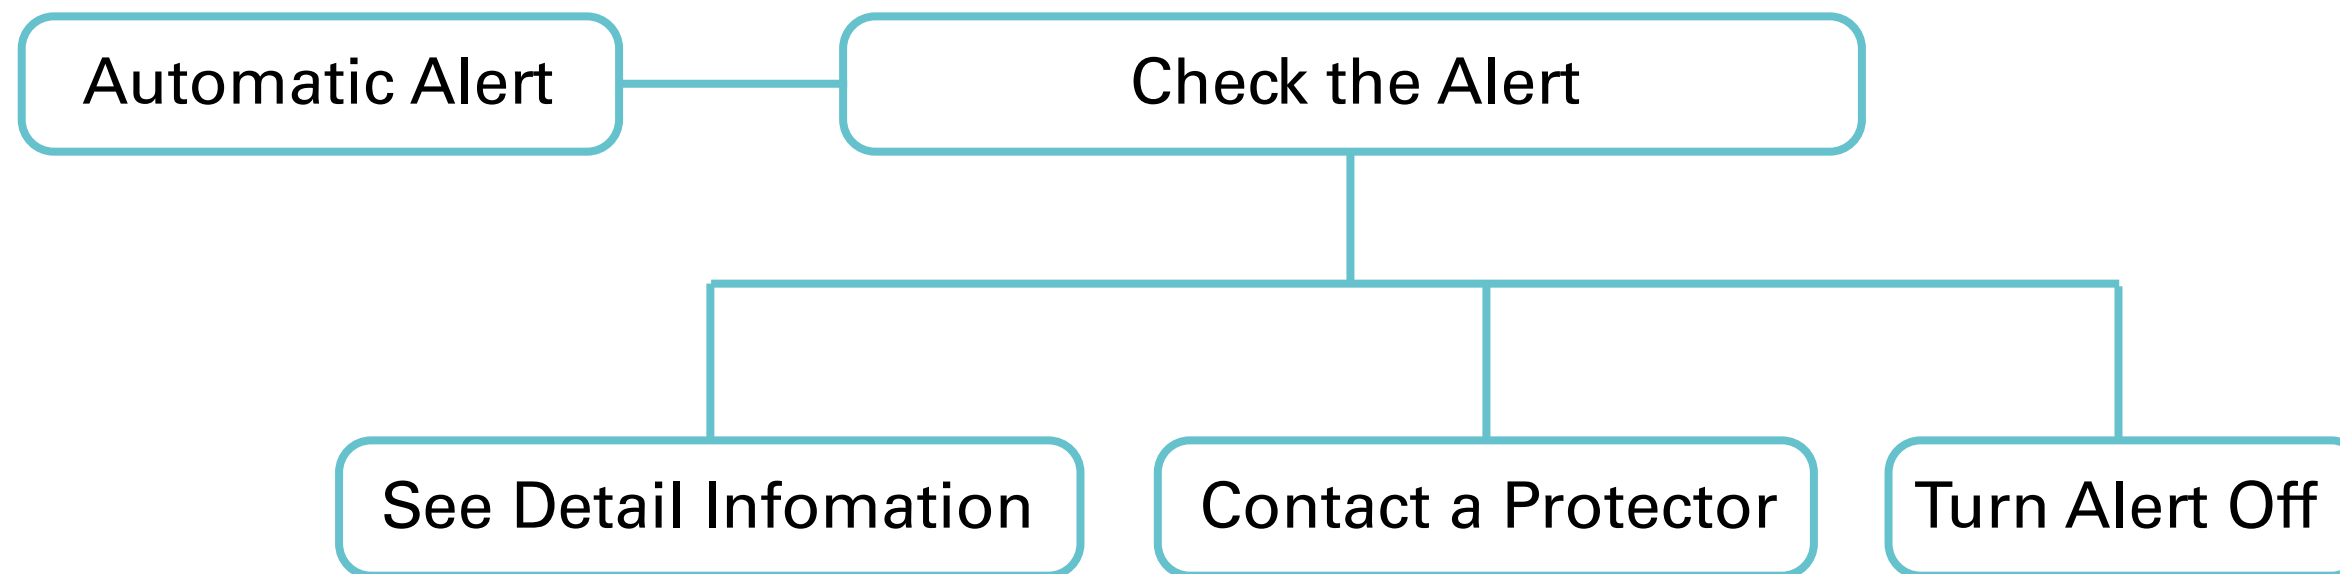 Automatic Alert
Check the Alert
See Detail Infomation
Contact a Protector
Turn Alert Off